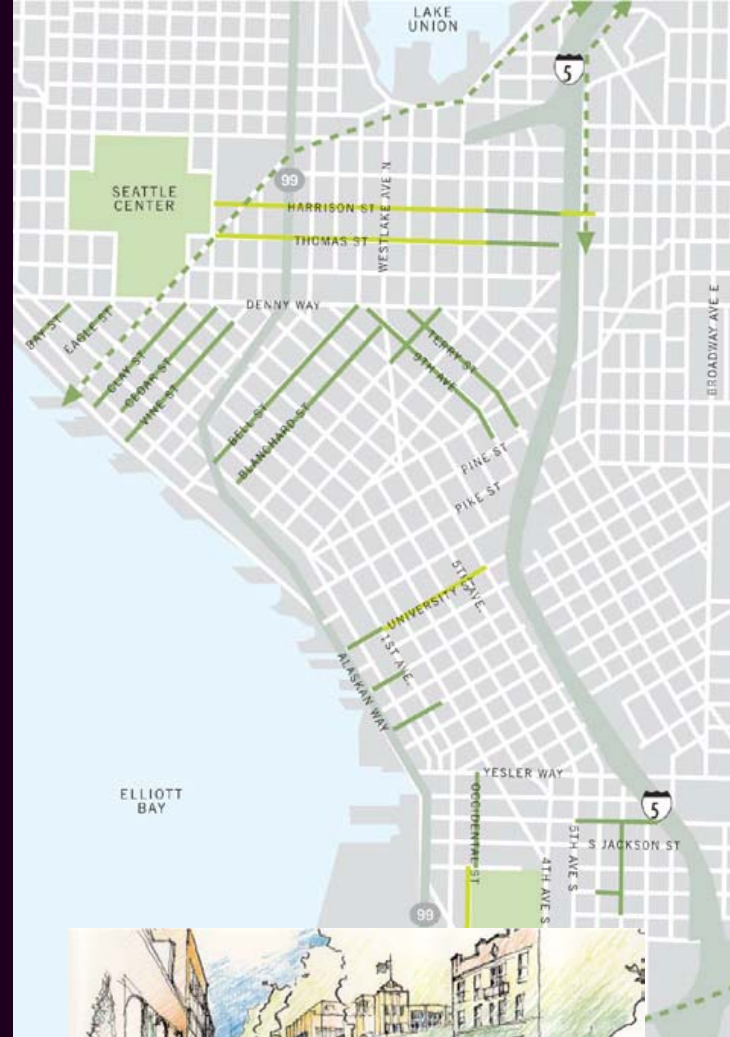 LAKE
UNION
5
99
SEATTLE
CENTER
HARRISON ST
WESTLAKE AVE N
THOMAS ST
DENNY WAY
BROADWAY AVE E
BAY ST
EAGLE ST
CLAY ST
CEDAR ST
VINE ST
BELL ST
BLANCHARD ST
TERRY ST
9TH AVE
PINE ST
PIKE ST
5TH AVE.
UNIVERSITY
1ST AVE.
ALASKAN WAY
ELLIOTT
BAY
YESLER WAY
OCCIDENTAL ST
5
S JACKSON ST
5TH AVE S
4TH AVE S
99